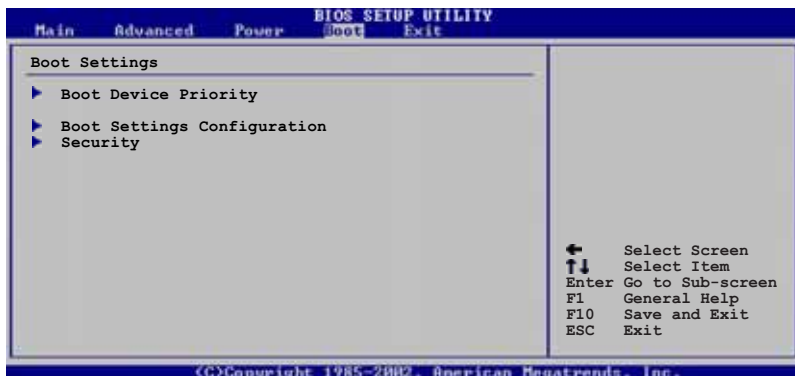 BIOS SETUP UTILITY
Main Advanced Power Boot Exit
Boot Settings
Boot Device Priority
Boot Settings Configuration
Security
Select Screen
↑↓ Select Item
Enter Go to Sub-screen
F1 General Help
F10 Save and Exit
ESC Exit
(C)Copyright 1985-2002, American Megatrends, Inc.